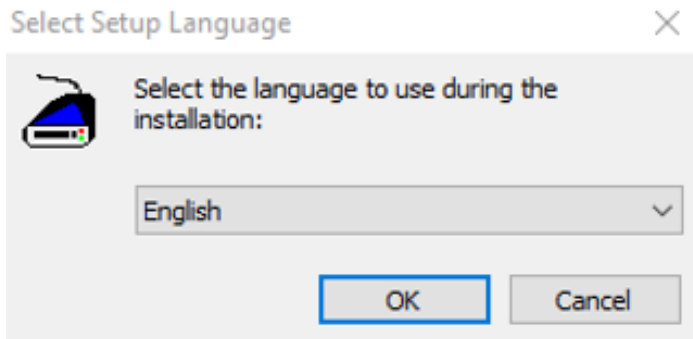 Select Setup Language
Select the language to use during the
installation:
English
OK
Cancel